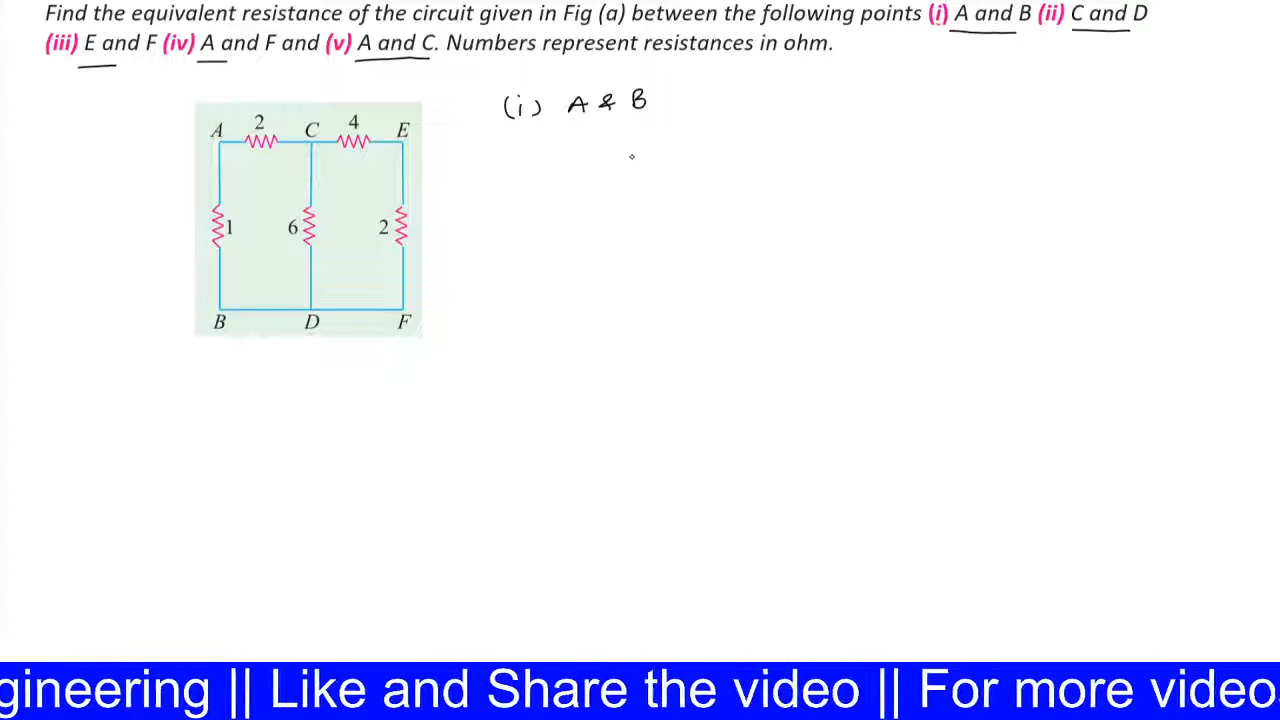 Find the equivalent resistance of the circuit given in Fig (a) between the following points (i) A and B (ii) C and D
(iii) E and F (iv) A and F and (v) A and C. Numbers represent resistances in ohm.
(i) A & B
A 2 C 4 E
1 6 2
B D F
gineering || Like and Share the video || For more video